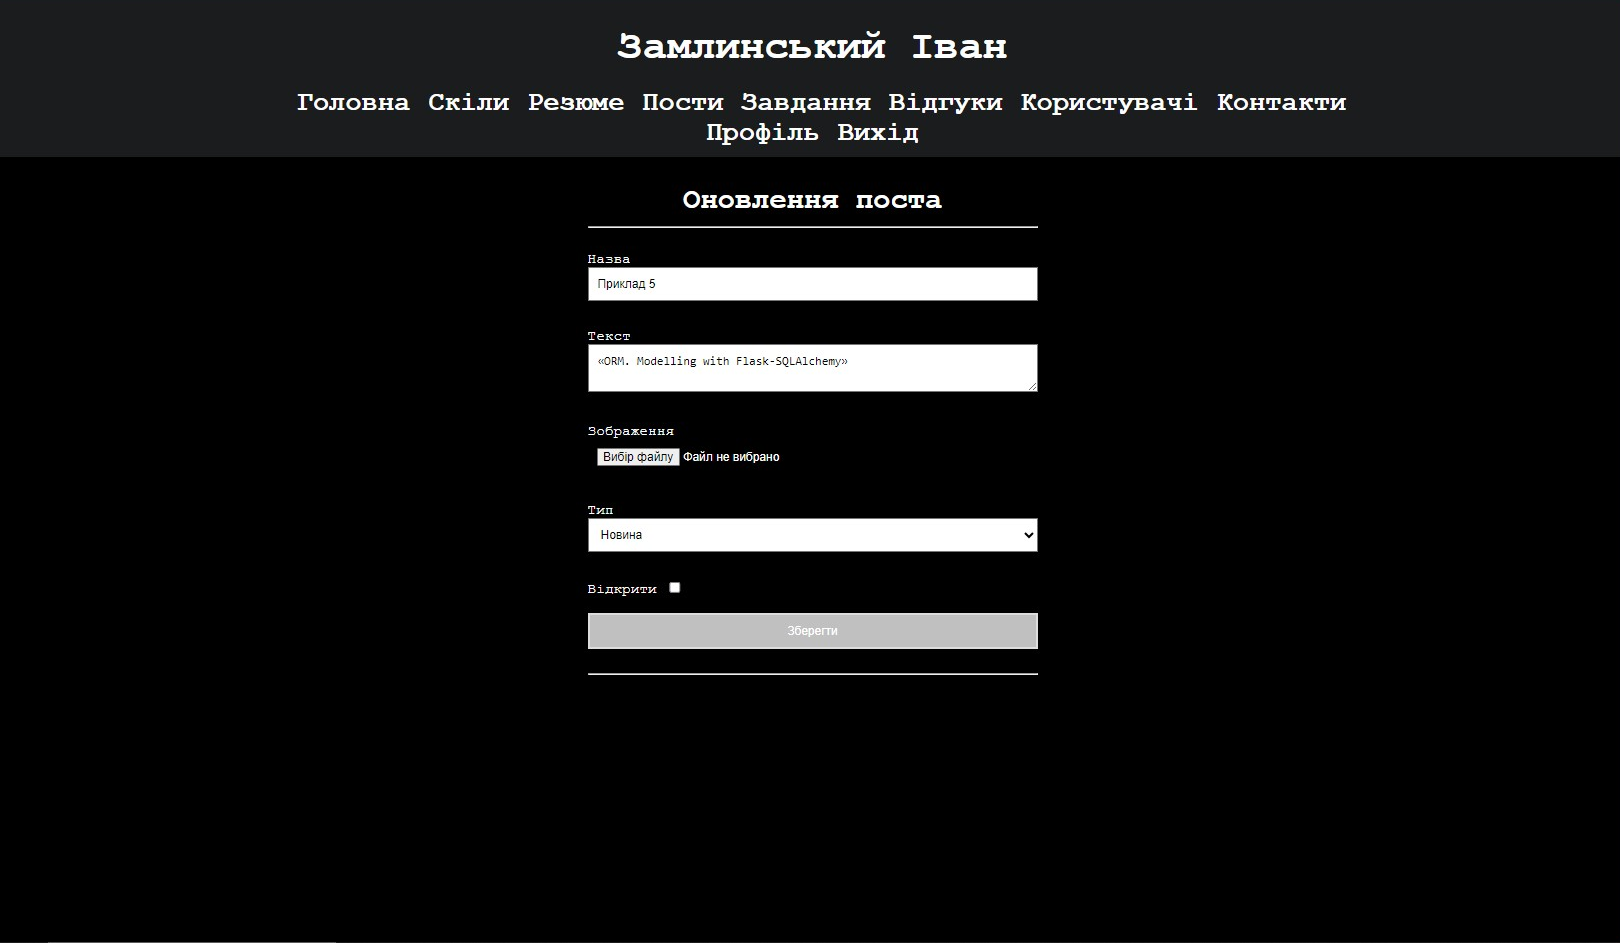 Замлинський Іван
Головна Скіли Резюме Пости Завдання Відгуки Користувачі Контакти
Профіль Вихід
Оновлення поста
Назва
Приклад 5
Текст
«ORM. Modelling with Flask-SQLAlchemy»
Зображення
Вибір файлу Файл не вибрано
Тип
Новина
Відкрити
Зберегти